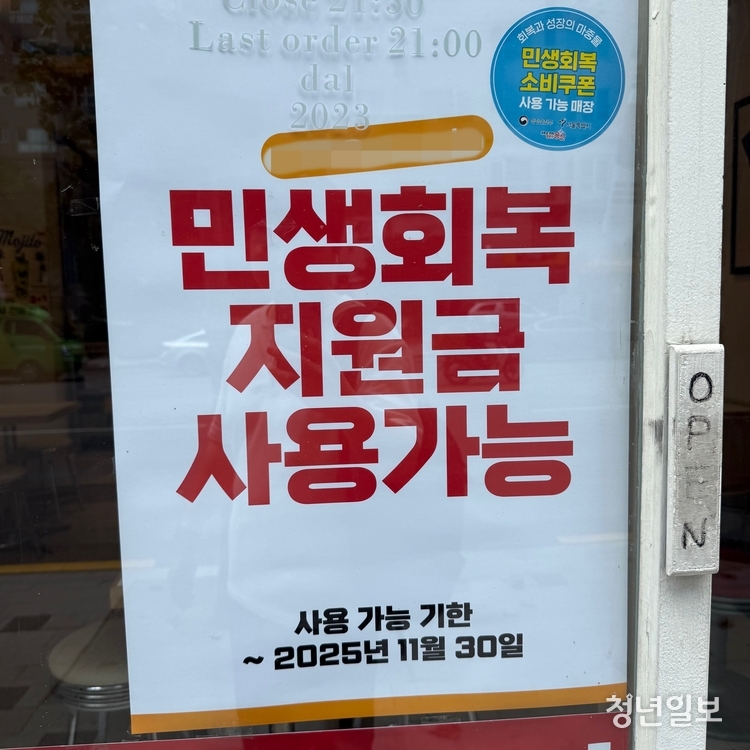 Close 21:30
Last order 21:00
dal
2023
회복과 성장의 마중물
민생회복
소비쿠폰
사용 가능 매장
민생회복
지원금
사용가능
사용 가능 기한
~ 2025년 11월 30일
Mojito
OPEN
청년일보